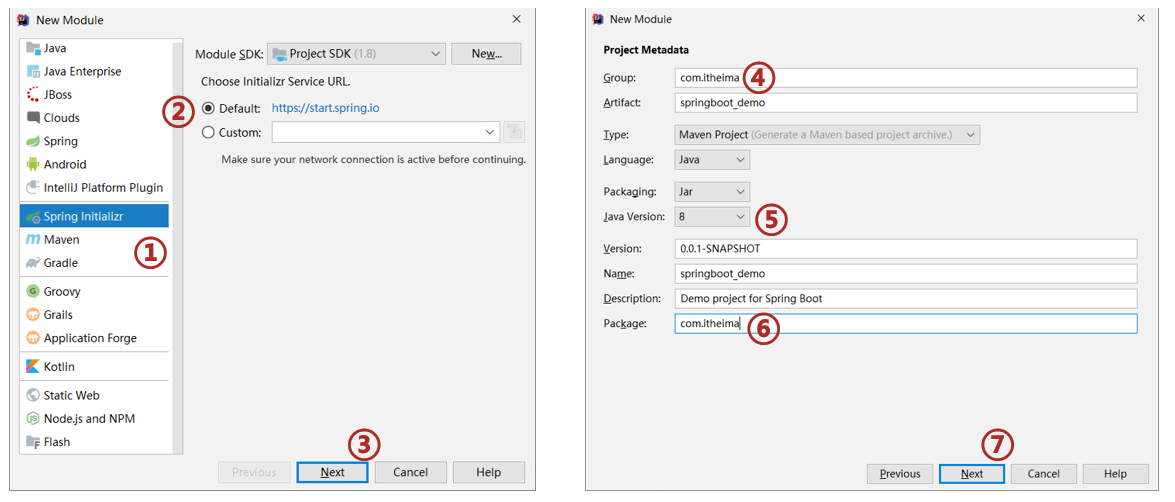 New Module
Java
Java Enterprise
JBoss
Clouds
Spring
Android
IntelliJ Platform Plugin
Spring Initializr
Maven
Gradle
Groovy
Grails
Application Forge
Kotlin
Static Web
Node.js and NPM
Flash
①
Module SDK: Project SDK (1.8) New...
Choose Initializr Service URL.
② Default: https://start.spring.io
Custom:
Make sure your network connection is active before continuing.
③
Previous Next Cancel Help
New Module
Project Metadata
Group: com.itheima ④
Artifact: springboot_demo
Type: Maven Project (Generate a Maven based project archive.)
Language: Java
Packaging: Jar
Java Version: 8 ⑤
Version: 0.0.1-SNAPSHOT
Name: springboot_demo
Description: Demo project for Spring Boot
Package: com.itheima ⑥
⑦
Previous Next Cancel Help